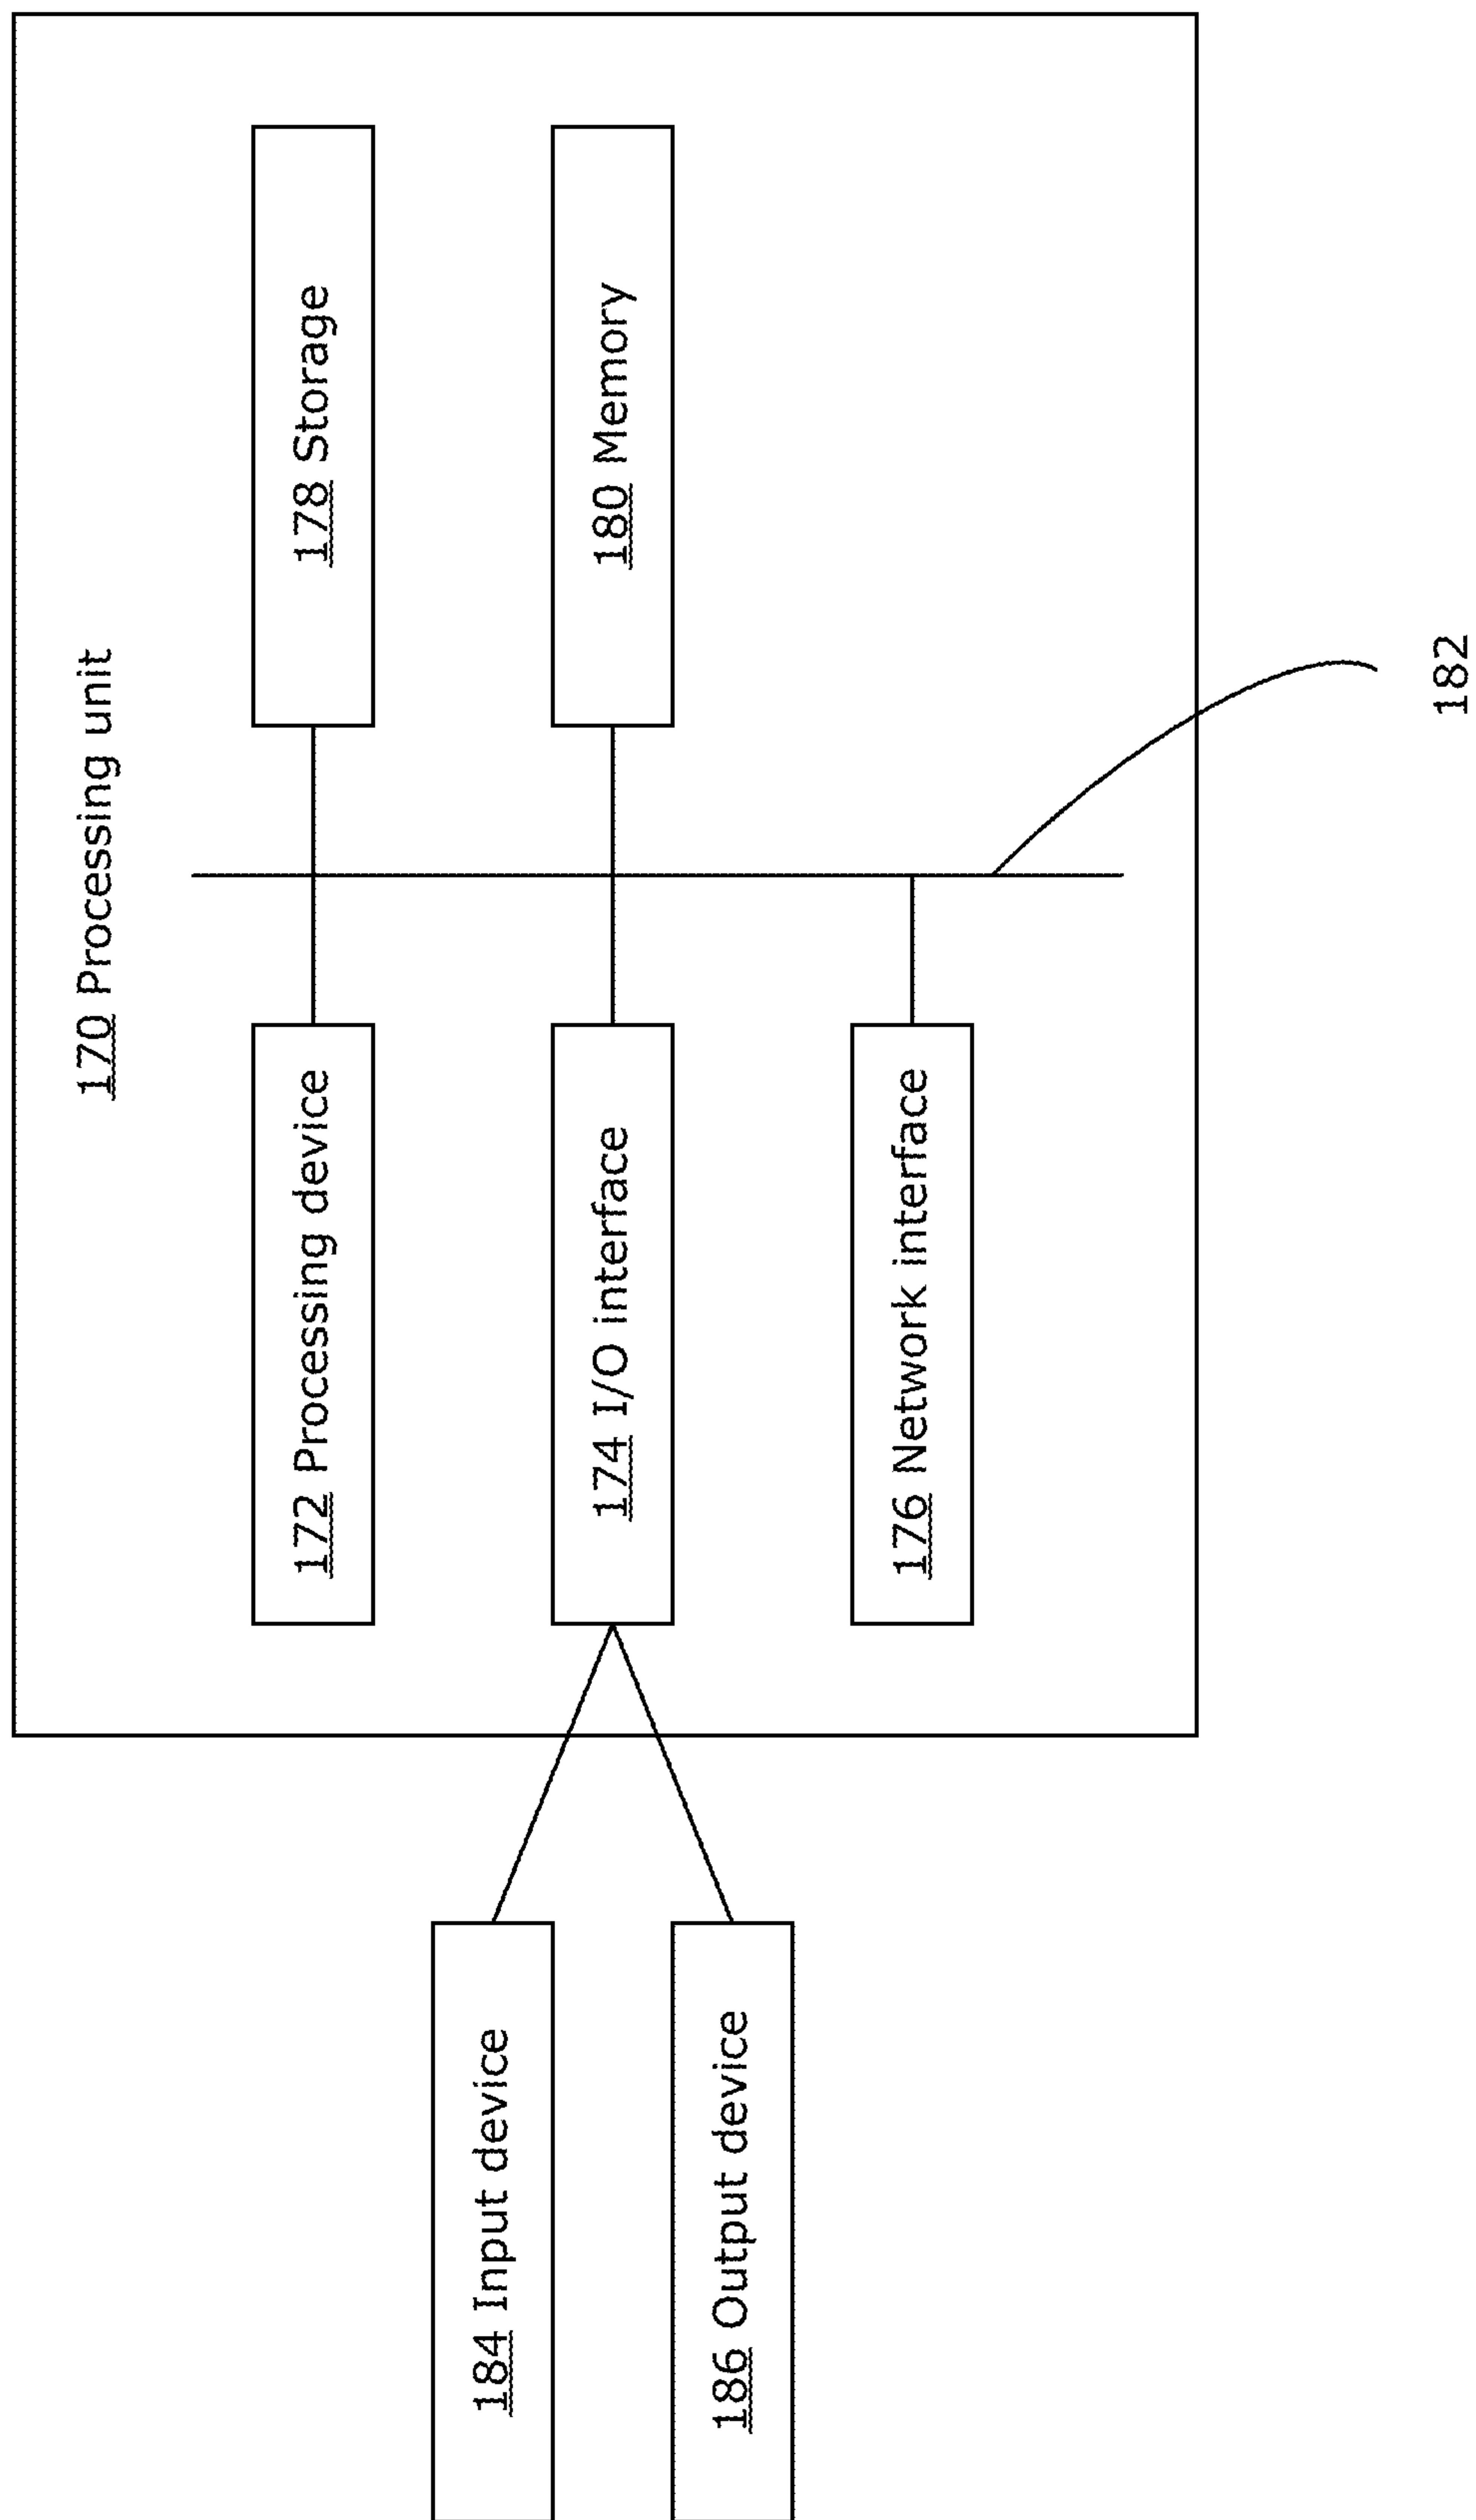 170 Processing unit
172 Processing device
178 Storage
184 Input device
174 I/O interface
180 Memory
186 Output device
176 Network interface
182